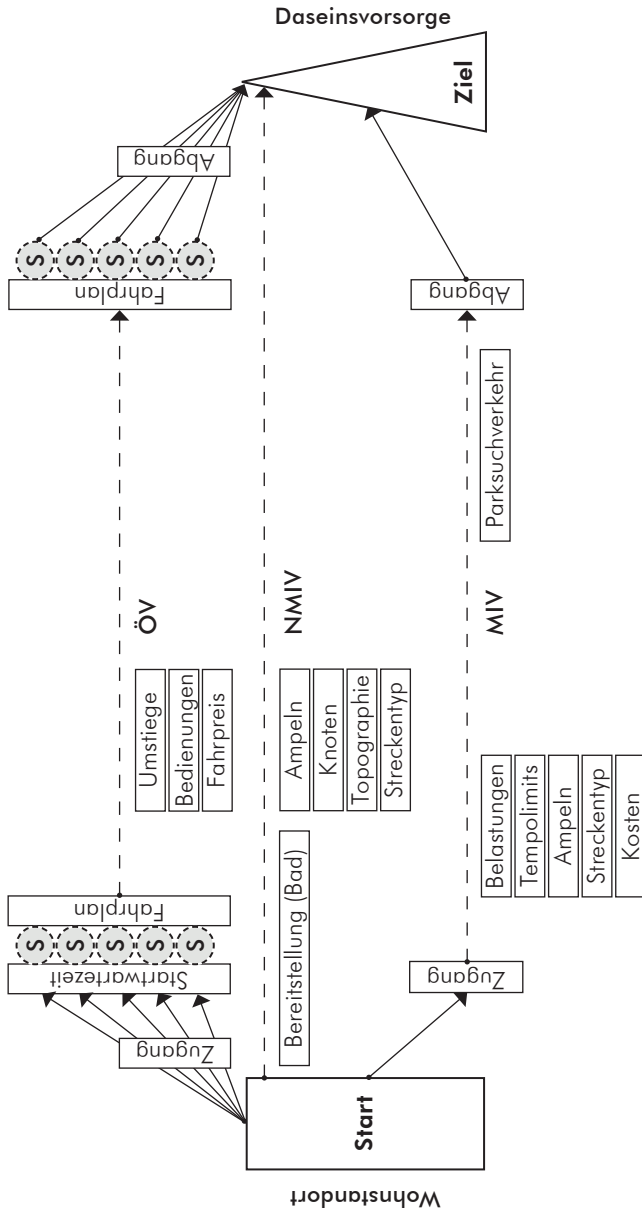 Daseinsvorsorge
Ziel
Abgang
S
S
S
S
S
Fahrplan
Abgang
Parksuchverkehr
ÖV
NMIV
MIV
Umstiege
Bedienungen
Fahrpreis
Ampeln
Knoten
Topographie
Streckentyp
Belastungen
Tempolimits
Ampeln
Streckentyp
Kosten
Fahrplan
S
S
S
S
S
Startwartezeit
Zugang
Bereitstellung (Bad)
Zugang
Start
Wohnstandort